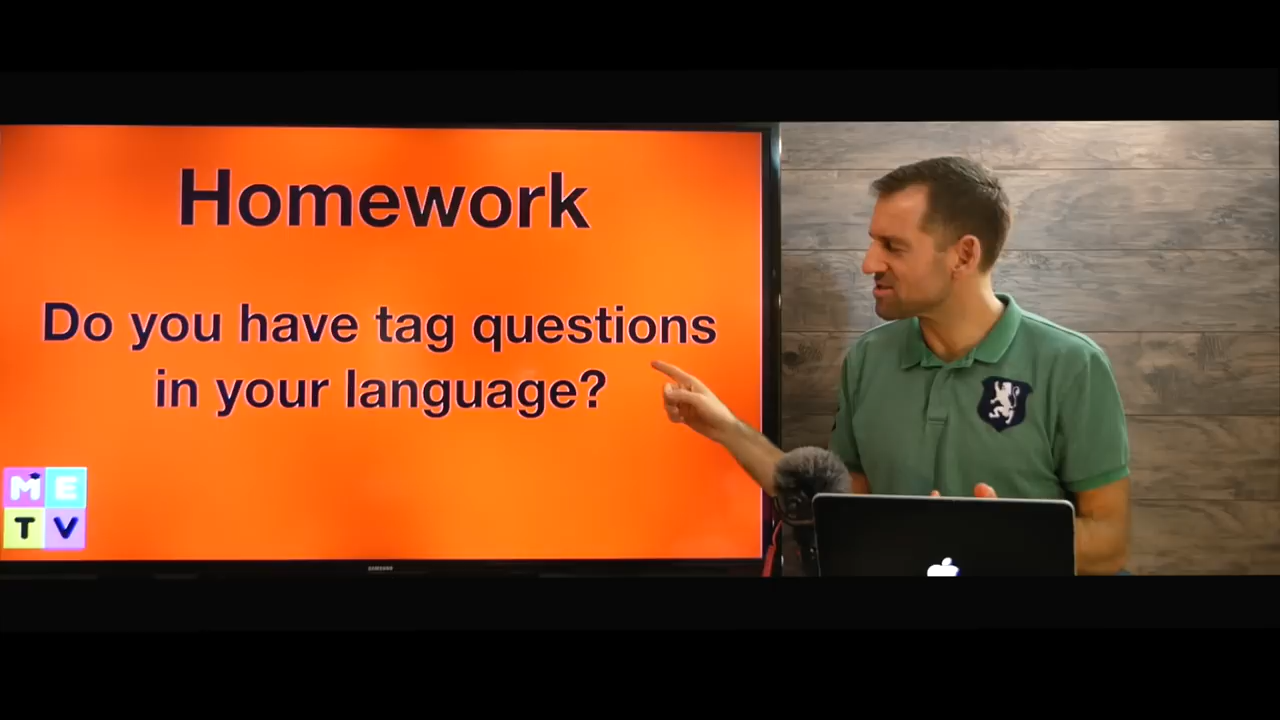 Homework
Do you have tag questions
in your language?
M E
T V
SAMSUNG